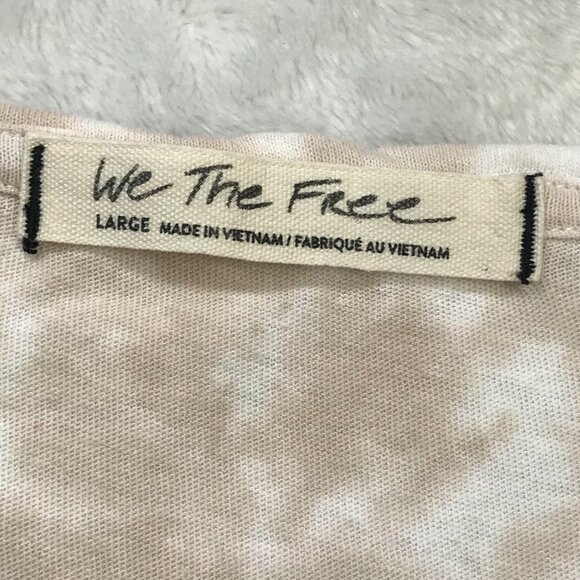 We The Free
LARGE MADE IN VIETNAM / FABRIQUÉ AU VIETNAM